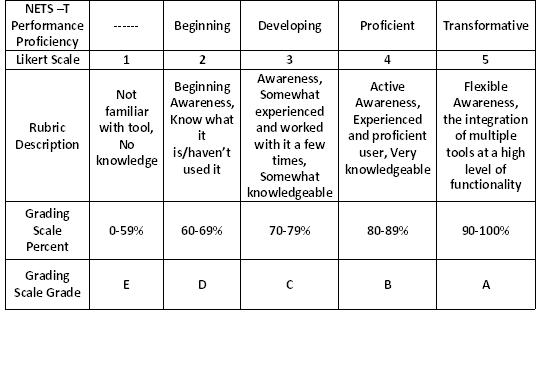 NETS –T
Performance
Proficiency
------
Beginning
Developing
Proficient
Transformative
Likert Scale
1
2
3
4
5
Rubric
Description
Not
familiar
with tool,
No
knowledge
Beginning
Awareness,
Know what
it
is/haven't
used it
Awareness,
Somewhat
experienced
and worked
with it a few
times,
Somewhat
knowledgeable
Active
Awareness,
Experienced
and proficient
user, Very
knowledgeable
Flexible
Awareness,
the integration
of multiple
tools at a high
level of
functionality
Grading
Scale
Percent
0-59%
60-69%
70-79%
80-89%
90-100%
Grading
Scale Grade
E
D
C
B
A